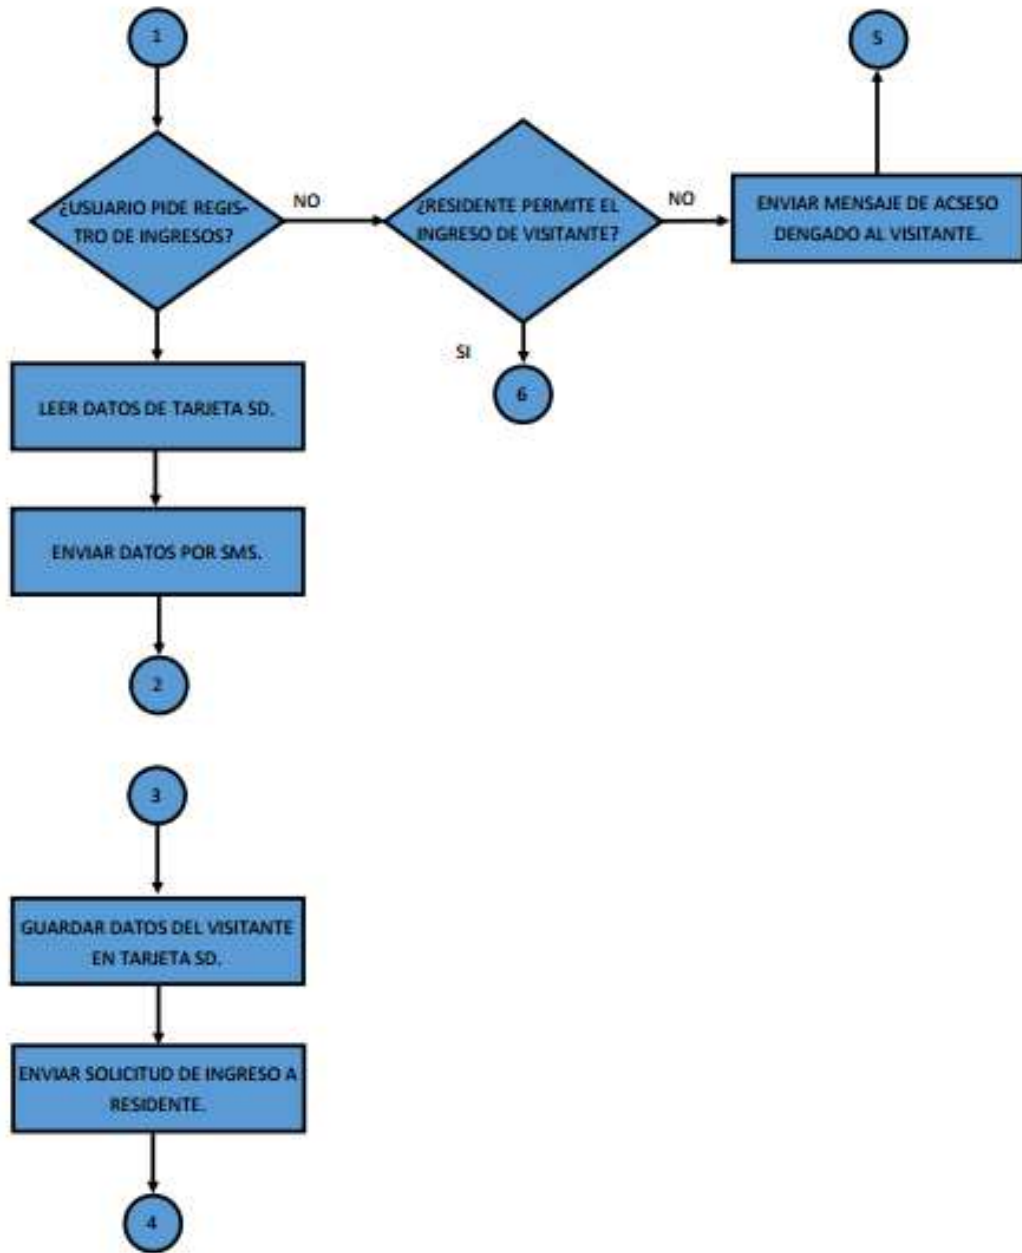 1
5
¿USUARIO PIDE REGIS-
TRO DE INGRESOS?
NO
¿RESIDENTE PERMITE EL
INGRESO DE VISITANTE?
NO
ENVIAR MENSAJE DE ACSESO
DENGADO AL VISITANTE.
SI
6
LEER DATOS DE TARJETA SD.
ENVIAR DATOS POR SMS.
2
3
GUARDAR DATOS DEL VISITANTE
EN TARJETA SD.
ENVIAR SOLICITUD DE INGRESO A
RESIDENTE.
4